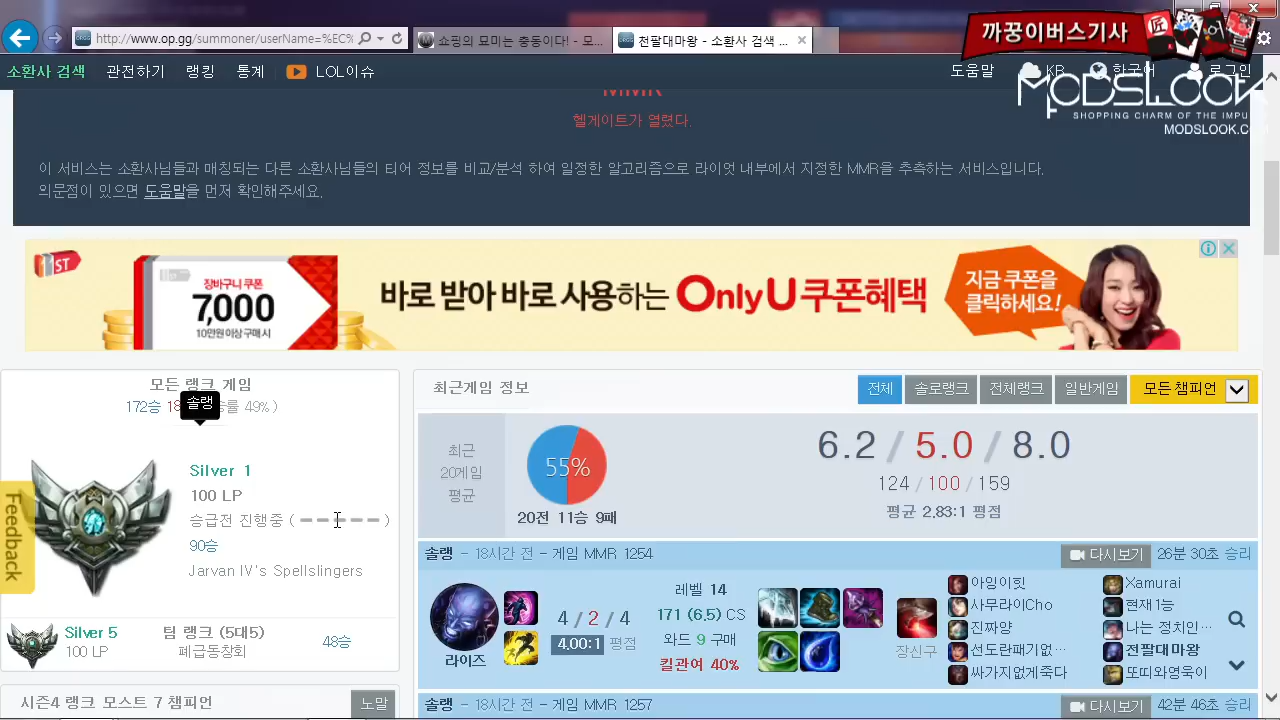 http://www.op.gg/summoner/userName
쇼핑의 모
전팔대마왕 - 소환사 검색 ...
까꿍이버스기사
소환사 검색 관전하기 랭킹 통계 LOL이슈
도움말 KR 한국어 로그인
MODSLOOK
SHOPPING CHARM OF THE IMPU
MODSLOOK.CO
MMR
헬게이트가 열렸다.
이 서비스는 소환사님들과 매칭되는 다른 소환사님들의 티어 정보를 비교/분석 하여 일정한 알고리즘으로 라이엇 내부에서 지정한 MMR을 추측하는 서비스입니다.
의문점이 있으면 도움말을 먼저 확인해주세요.
1ST
장바구니 쿠폰
7,000
10만원 이상 구매시
바로 받아 바로 사용하는 Only U 쿠폰혜택
지금 쿠폰을
클릭하세요!
모든 랭크 게임
172승 18 률 49% )
솔랭
Silver 1
100 LP
승급전 진행중 ( ‒ ‒ ‒ ‒ ‒ )
90승
Jarvan IV's Spellslingers
Feedback
Silver 5
100 LP
팀 랭크 (5대5)
폐급동창회
48승
시즌4 랭크 모스트 7 챔피언
노말
최근게임 정보
전체 솔로랭크 전체랭크 일반게임 모든 챔피언
최근
20게임
평균
55%
20전 11승 9패
6.2 / 5.0 / 8.0
124 / 100 / 159
평균 2.83:1 평점
솔랭 - 18시간 전 - 게임 MMR 1254
다시보기 26분 30초 승리
라이즈
4 / 2 / 4
4.00:1 평점
레벨 14
171 (6.5) CS
와드 9 구매
킬관여 40%
장신구
아잉이힛
사무라이Cho
진짜양
선도란패기없...
싸가지없게죽다
Xamurai
현재1능
나는 정치인...
전팔대마왕
또띠와영욱이
솔랭 - 18시간 전 - 게임 MMR 1257
다시보기 42분 46초 승리